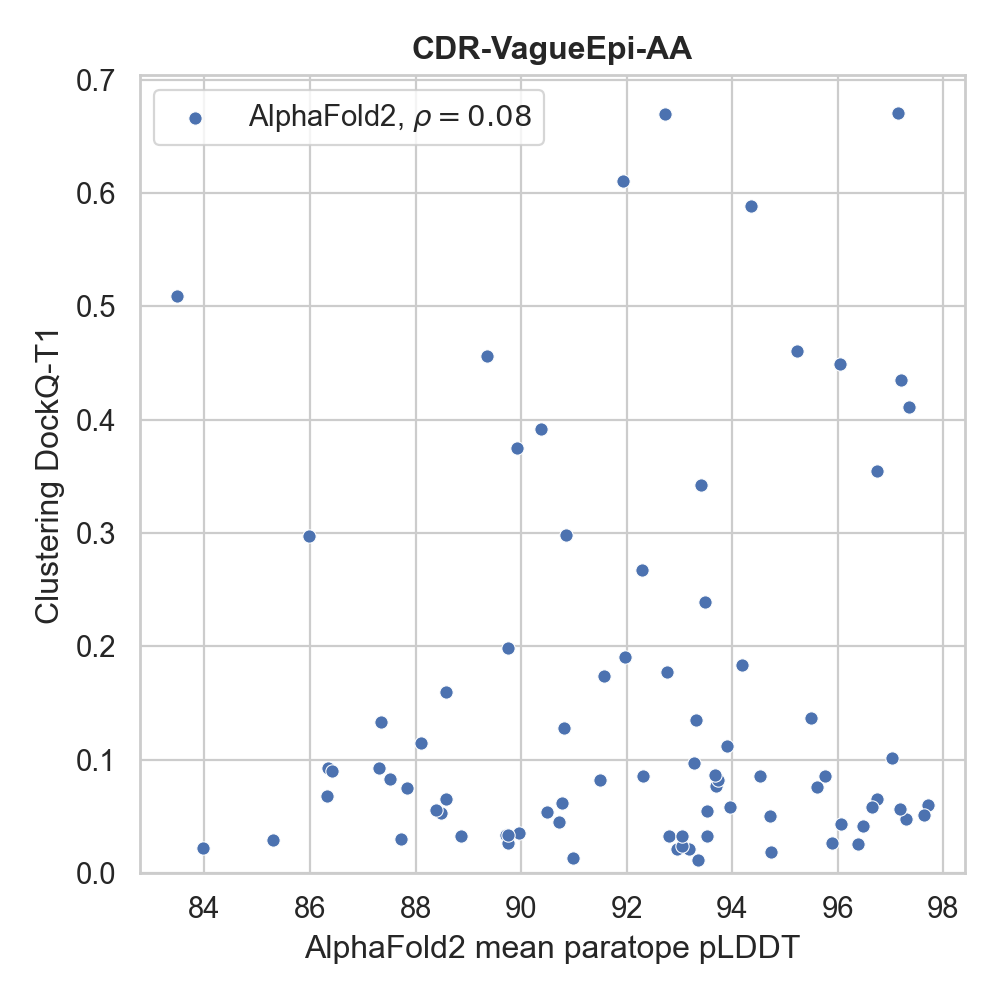 CDR-VagueEpi-AA
AlphaFold2, ρ = 0.08
0.7
0.6
0.5
0.4
0.3
0.2
0.1
0.0
Clustering DockQ-T1
84 86 88 90 92 94 96 98
AlphaFold2 mean paratope pLDDT